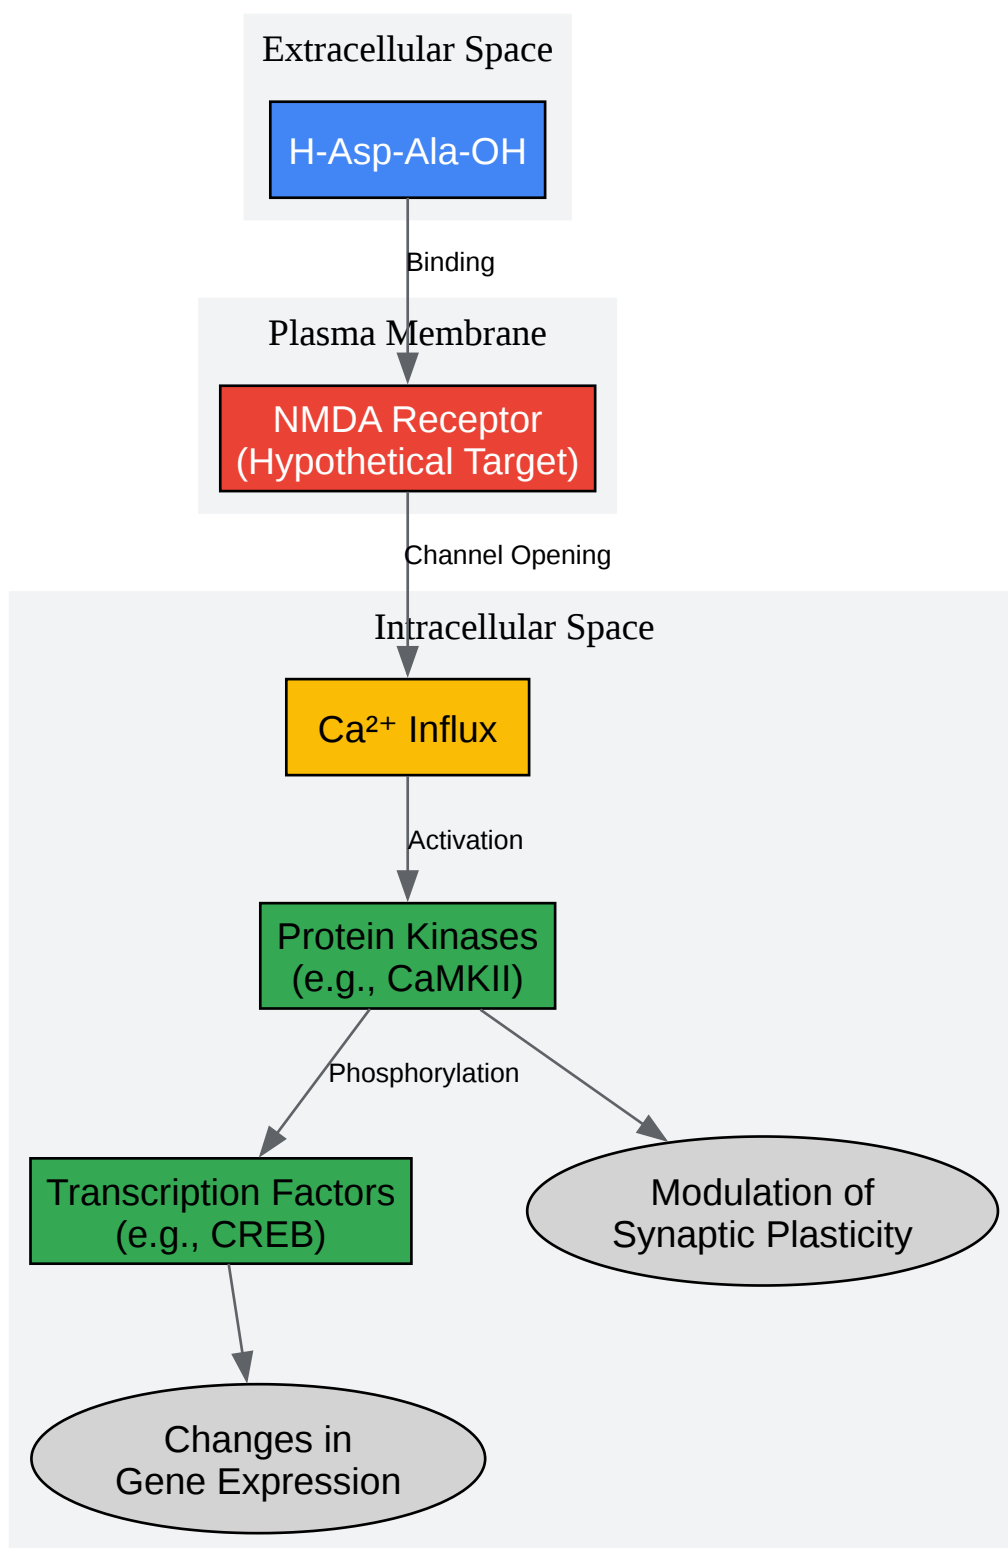 Extracellular Space
H-Asp-Ala-OH
Binding
Plasma Membrane
NMDA Receptor
(Hypothetical Target)
Channel Opening
Intracellular Space
Ca²⁺ Influx
Activation
Protein Kinases
(e.g., CaMKII)
Phosphorylation
Transcription Factors
(e.g., CREB)
Modulation of
Synaptic Plasticity
Changes in
Gene Expression